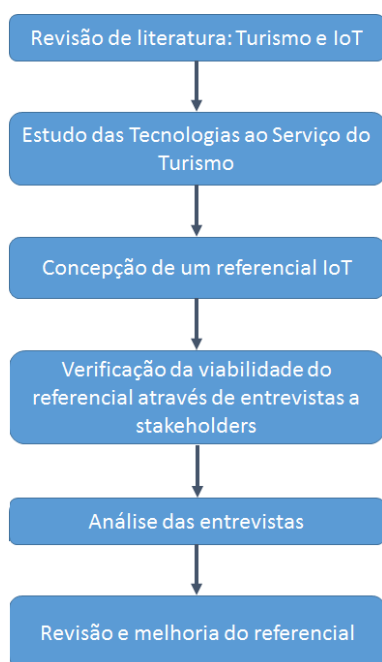 Revisão de literatura: Turismo e IoT
Estudo das Tecnologias ao Serviço do
Turismo
Concepção de um referencial IoT
Verificação da viabilidade do
referencial através de entrevistas a
stakeholders
Análise das entrevistas
Revisão e melhoria do referencial